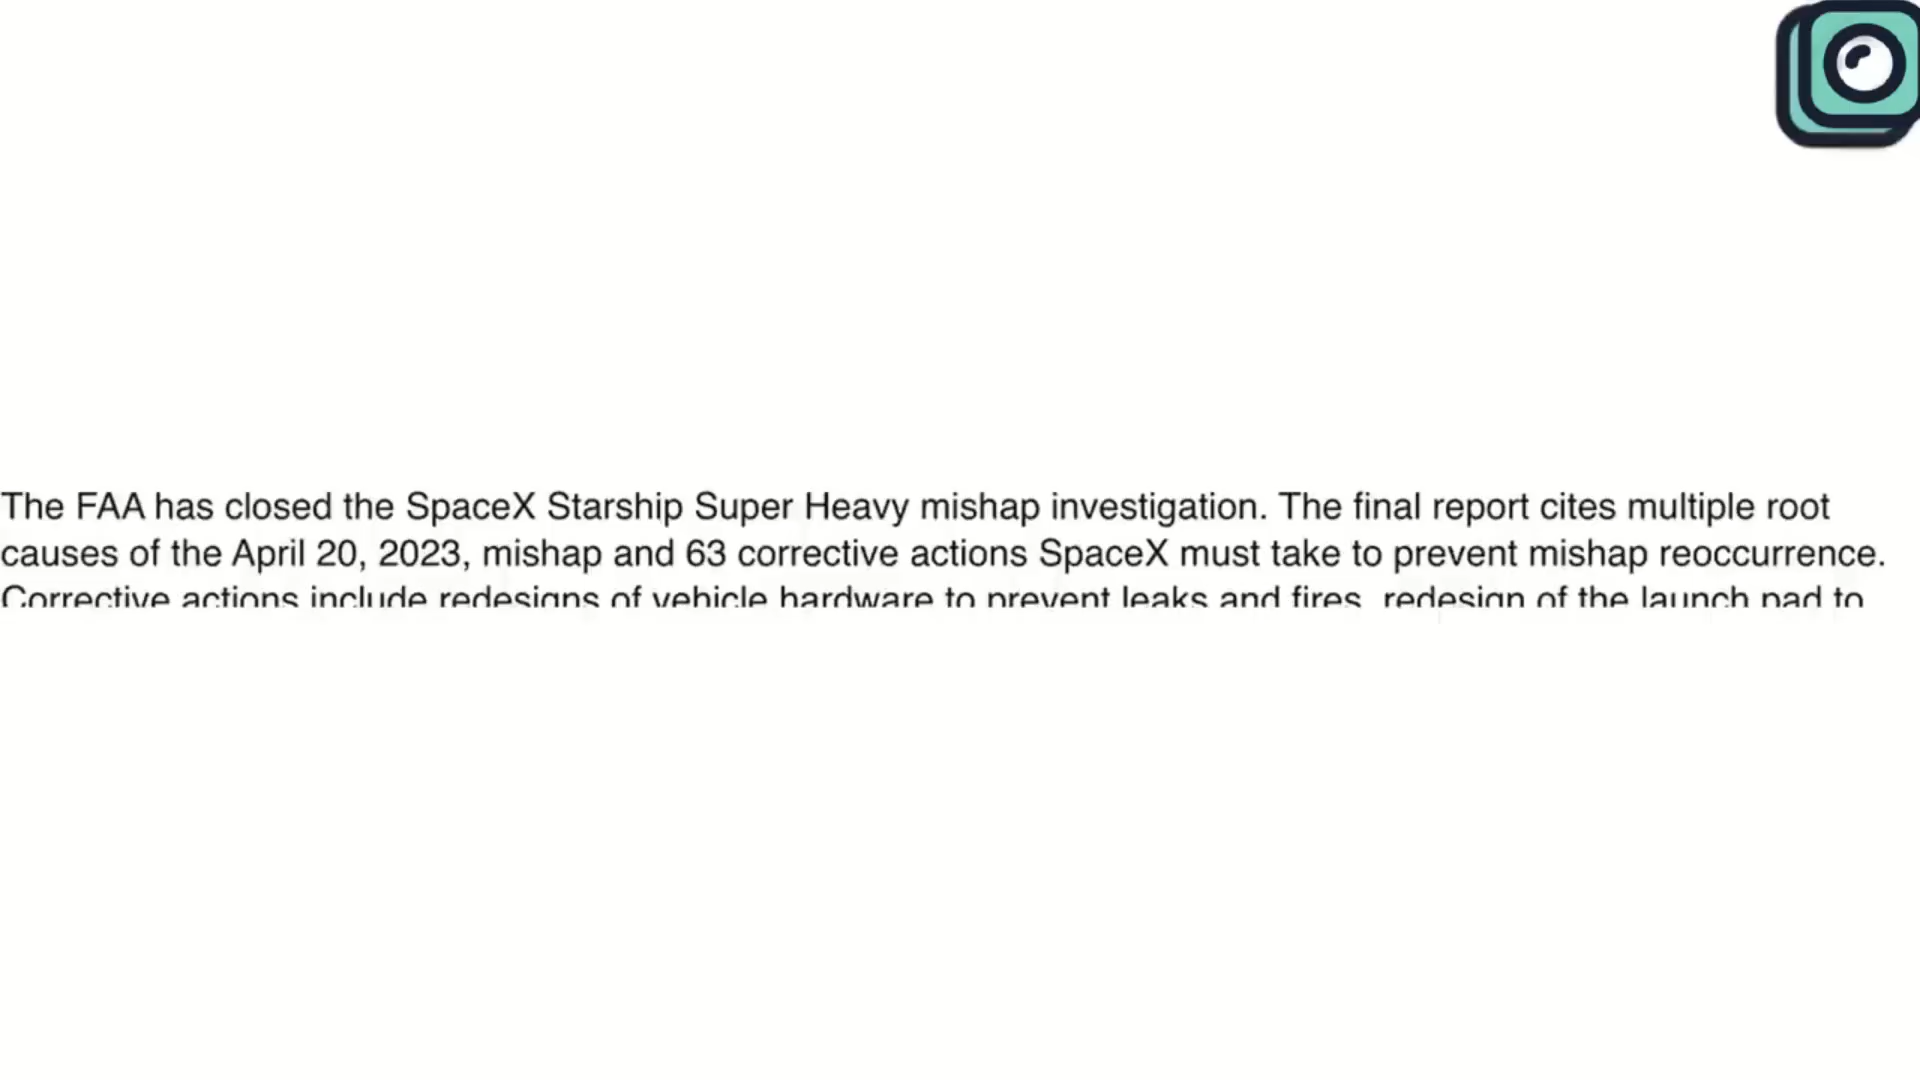 The FAA has closed the SpaceX Starship Super Heavy mishap investigation. The final report cites multiple root
causes of the April 20, 2023, mishap and 63 corrective actions SpaceX must take to prevent mishap reoccurrence.
Corrective actions include redesigns of vehicle hardware to prevent leaks and fires, redesign of the launch pad to